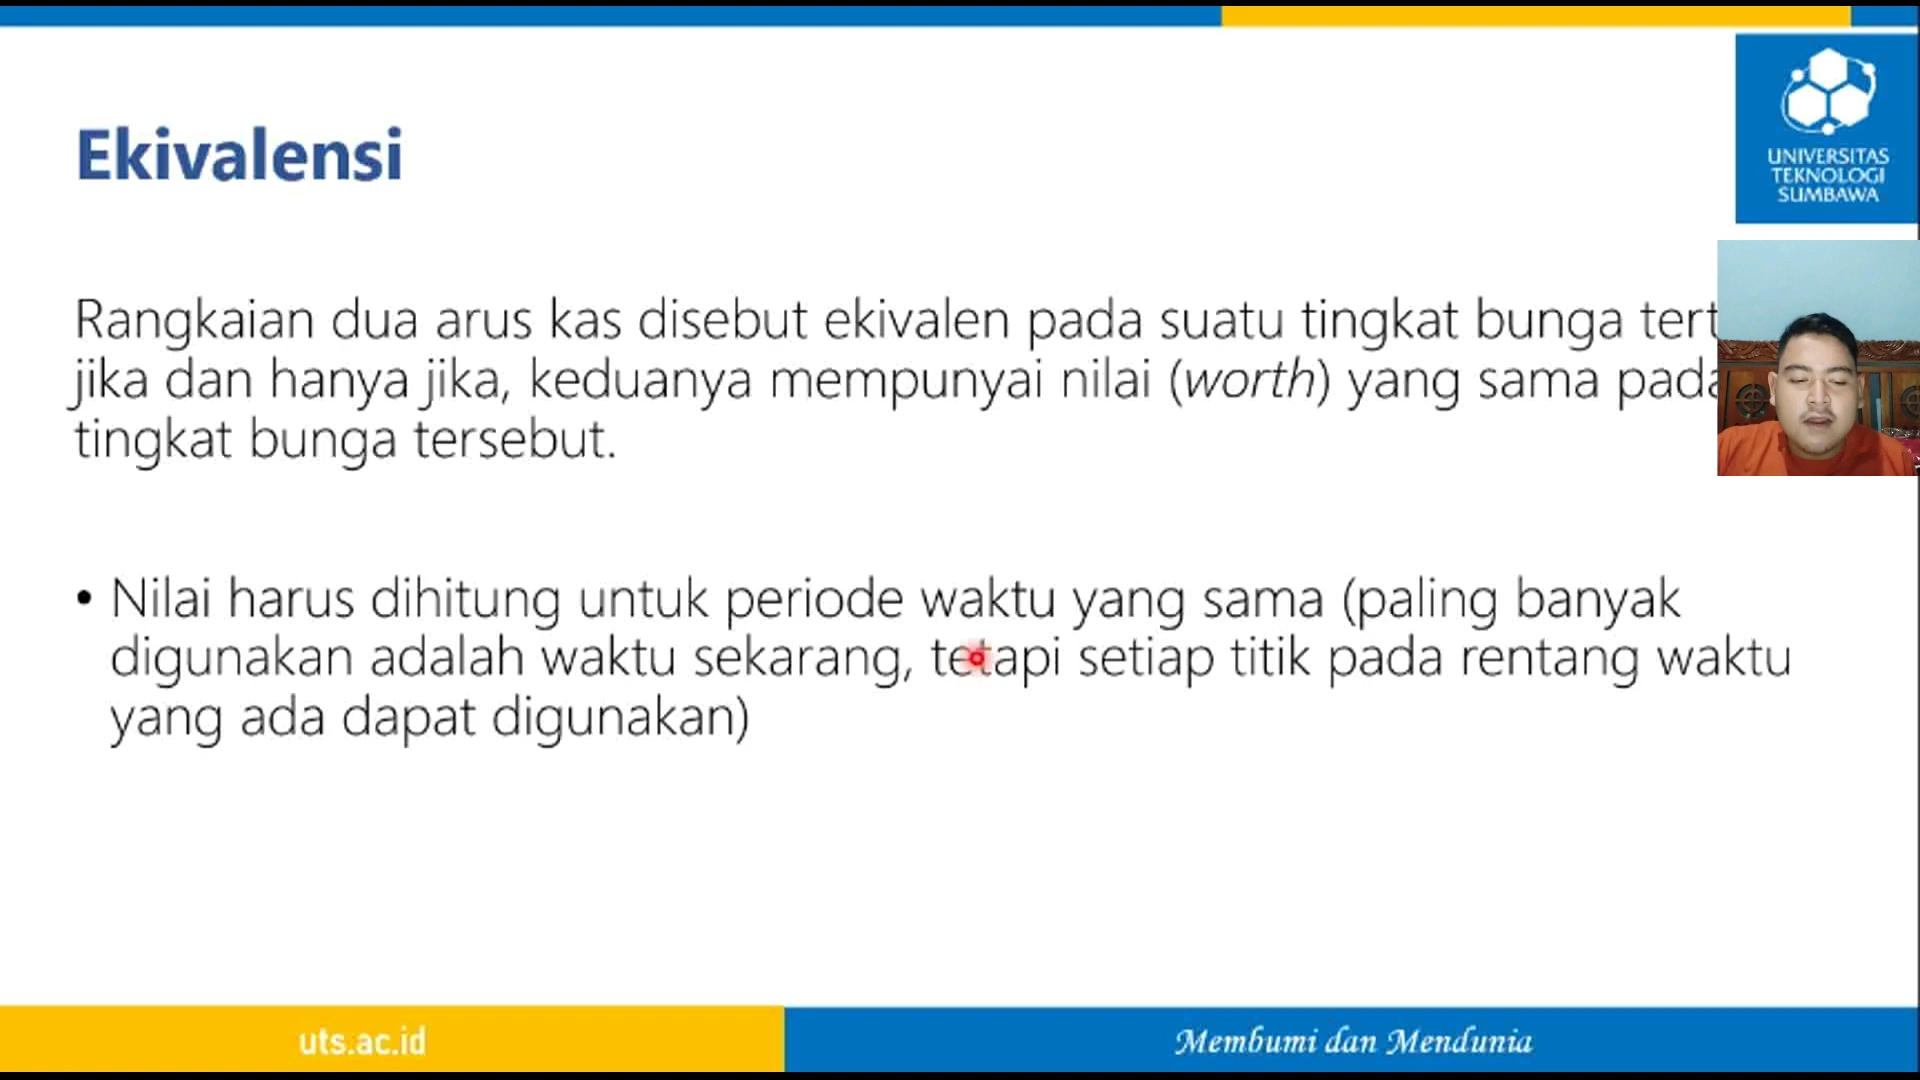 Ekivalensi
UNIVERSITAS
TEKNOLOGI
SUMBAWA
Rangkaian dua arus kas disebut ekivalen pada suatu tingkat bunga
jika dan hanya jika, keduanya mempunyai nilai (worth) yang sama pada
tingkat bunga tersebut.
• Nilai harus dihitung untuk periode waktu yang sama (paling banyak
digunakan adalah waktu sekarang, tetapi setiap titik pada rentang waktu
yang ada dapat digunakan)
uts.ac.id
Membumi dan Mendunia